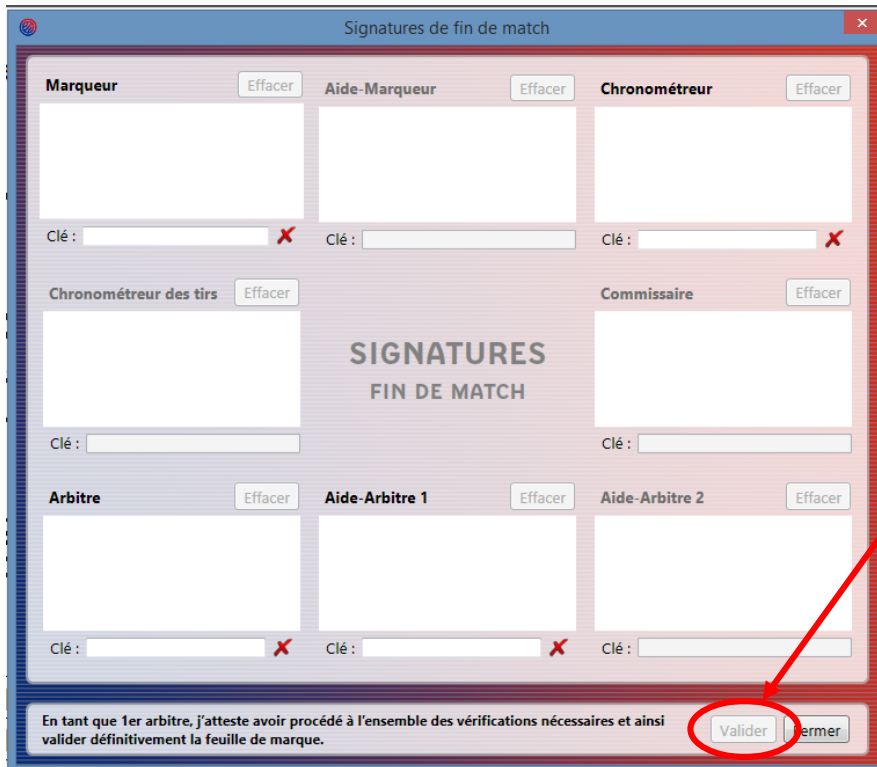 Signatures de fin de match
Marqueur Effacer Aide-Marqueur Effacer Chronométreur Effacer
Clé : Clé : Clé :
Chronométreur des tirs Effacer Commissaire Effacer
SIGNATURES
FIN DE MATCH
Clé : Clé :
Arbitre Effacer Aide-Arbitre 1 Effacer Aide-Arbitre 2 Effacer
Clé : Clé : Clé :
En tant que 1er arbitre, j'atteste avoir procédé à l'ensemble des vérifications nécessaires et ainsi
valider définitivement la feuille de marque.
Valider Fermer